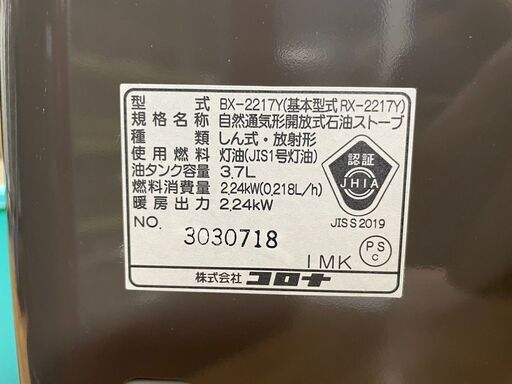 型式 BX-2217Y(基本型式 RX-2217Y)
規格名称 自然通気形開放式石油ストーブ
種類 しん式・放射形
使用燃料 灯油(JIS1号灯油)
油タンク容量 3.7L
燃料消費量 2.24kW(0.218L/h)
暖房出力 2.24kW
認証
JHIA
JIS S 2019
NO. 3030718
IMK
PS
C
株式会社 コロナ